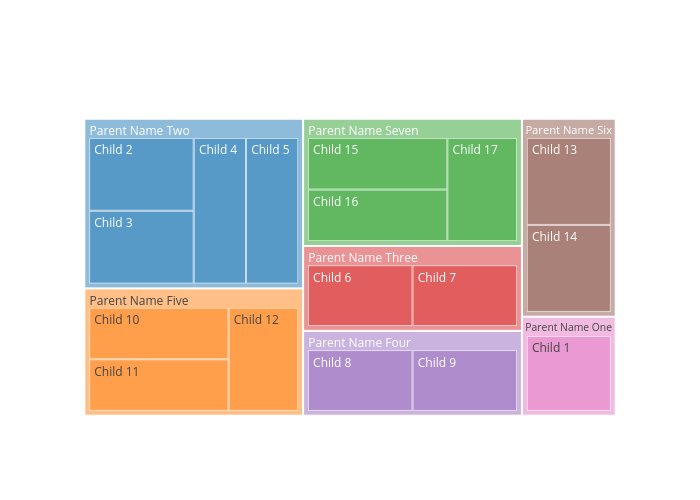 Parent Name Two
Child 2
Child 4
Child 5
Child 3
Parent Name Five
Child 10
Child 12
Child 11
Parent Name Seven
Child 15
Child 17
Child 16
Parent Name Three
Child 6
Child 7
Parent Name Four
Child 8
Child 9
Parent Name Six
Child 13
Child 14
Parent Name One
Child 1